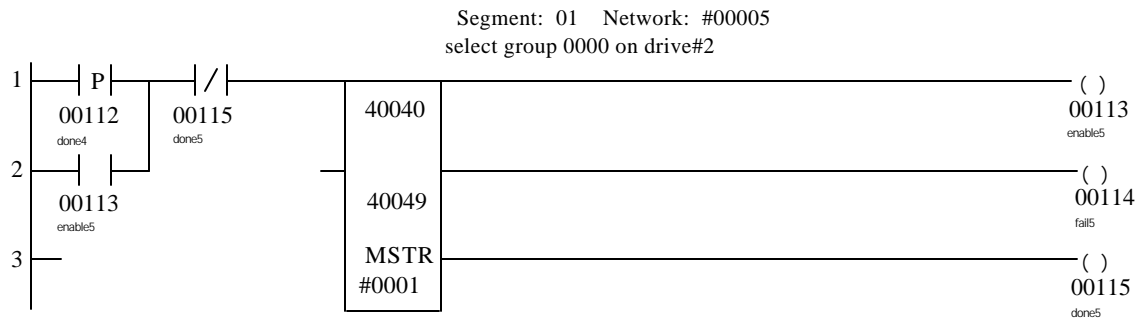 Segment: 01 Network: #00005
select group 0000 on drive#2
1 P / ( )
00112 00115 40040 00113
done4 done5 enable5
2 ( )
00113 40049 00114
enable5 fail5
3 MSTR ( )
#0001 00115
done5